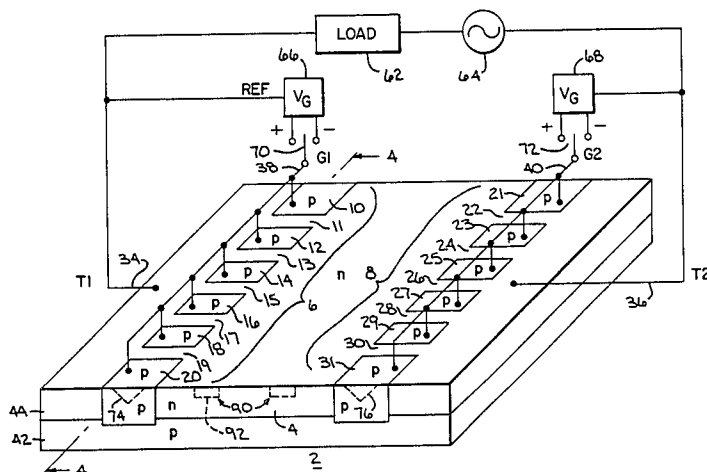 LOAD
62
64
66
68
REF
VG
VG
+ −
+ −
70
G1
72
G2
38
4
40
p
10
21
22
p
11
p
12
23
24
p
13
p
14
n
8
25
26
p
T1
34
15
p
16
6
27
28
p
T2
36
17
p
18
29
30
p
19
p
20
31
p
44
74
p
n
90
92
4
p
76
42
p
2
4